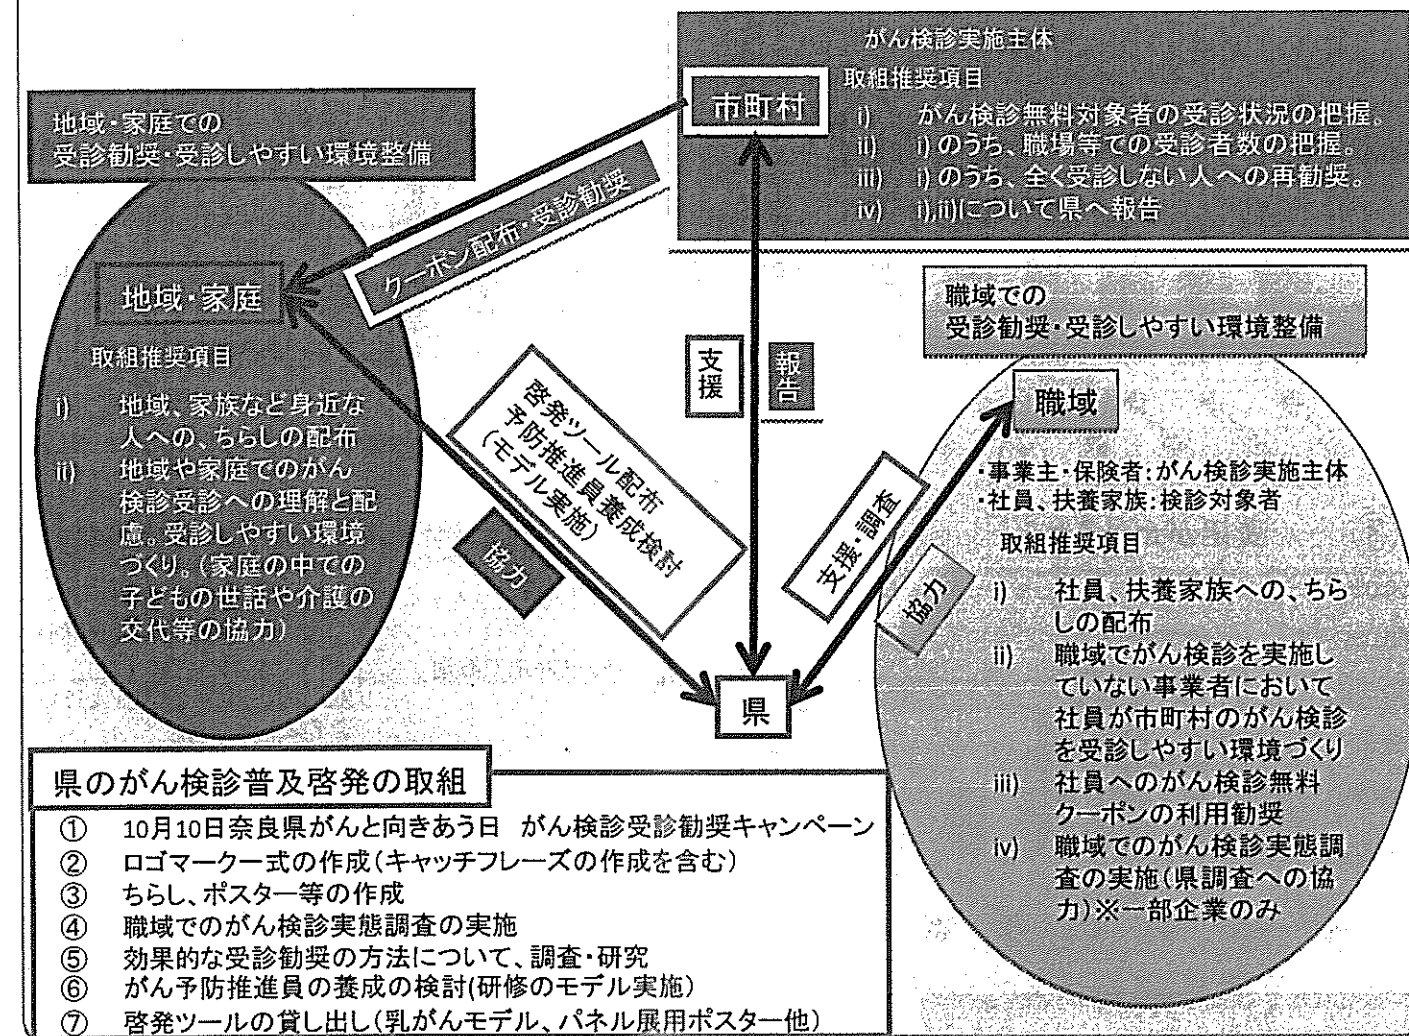 がん検診実施主体
市町村
取組推奨項目
i) がん検診無料対象者の受診状況の把握。
ii) i)のうち、職場等での受診者数の把握。
iii) i)のうち、全く受診しない人への再勧奨。
iv) i),ii)について県へ報告
地域・家庭での
受診勧奨・受診しやすい環境整備
クーポン配布・受診勧奨
地域・家庭
取組推奨項目
i) 地域、家族など身近な
人への、ちらしの配布
ii) 地域や家庭でのがん
検診受診への理解と配
慮。受診しやすい環境
づくり。(家庭の中での
子どもの世話や介護の
交代等の協力)
啓発ツール配布
予防推進員養成検討
(モデル実施)
協力
支援
報告
職域での
受診勧奨・受診しやすい環境整備
職域
・事業主・保険者:がん検診実施主体
・社員、扶養家族:検診対象者
取組推奨項目
i) 社員、扶養家族への、ちら
しの配布
ii) 職域でがん検診を実施し
ていない事業者において
社員が市町村のがん検診
を受診しやすい環境づくり
iii) 社員へのがん検診無料
クーポンの利用勧奨
iv) 職域でのがん検診実態調
査の実施(県調査への協
力)※一部企業のみ
支援・調査
協力
県
県のがん検診普及啓発の取組
① 10月10日奈良県がんと向きあう日 がん検診受診勧奨キャンペーン
② ロゴマーク一式の作成(キャッチフレーズの作成を含む)
③ ちらし、ポスター等の作成
④ 職域でのがん検診実態調査の実施
⑤ 効果的な受診勧奨の方法について、調査・研究
⑥ がん予防推進員の養成の検討(研修のモデル実施)
⑦ 啓発ツールの貸し出し(乳がんモデル、パネル展用ポスター他)